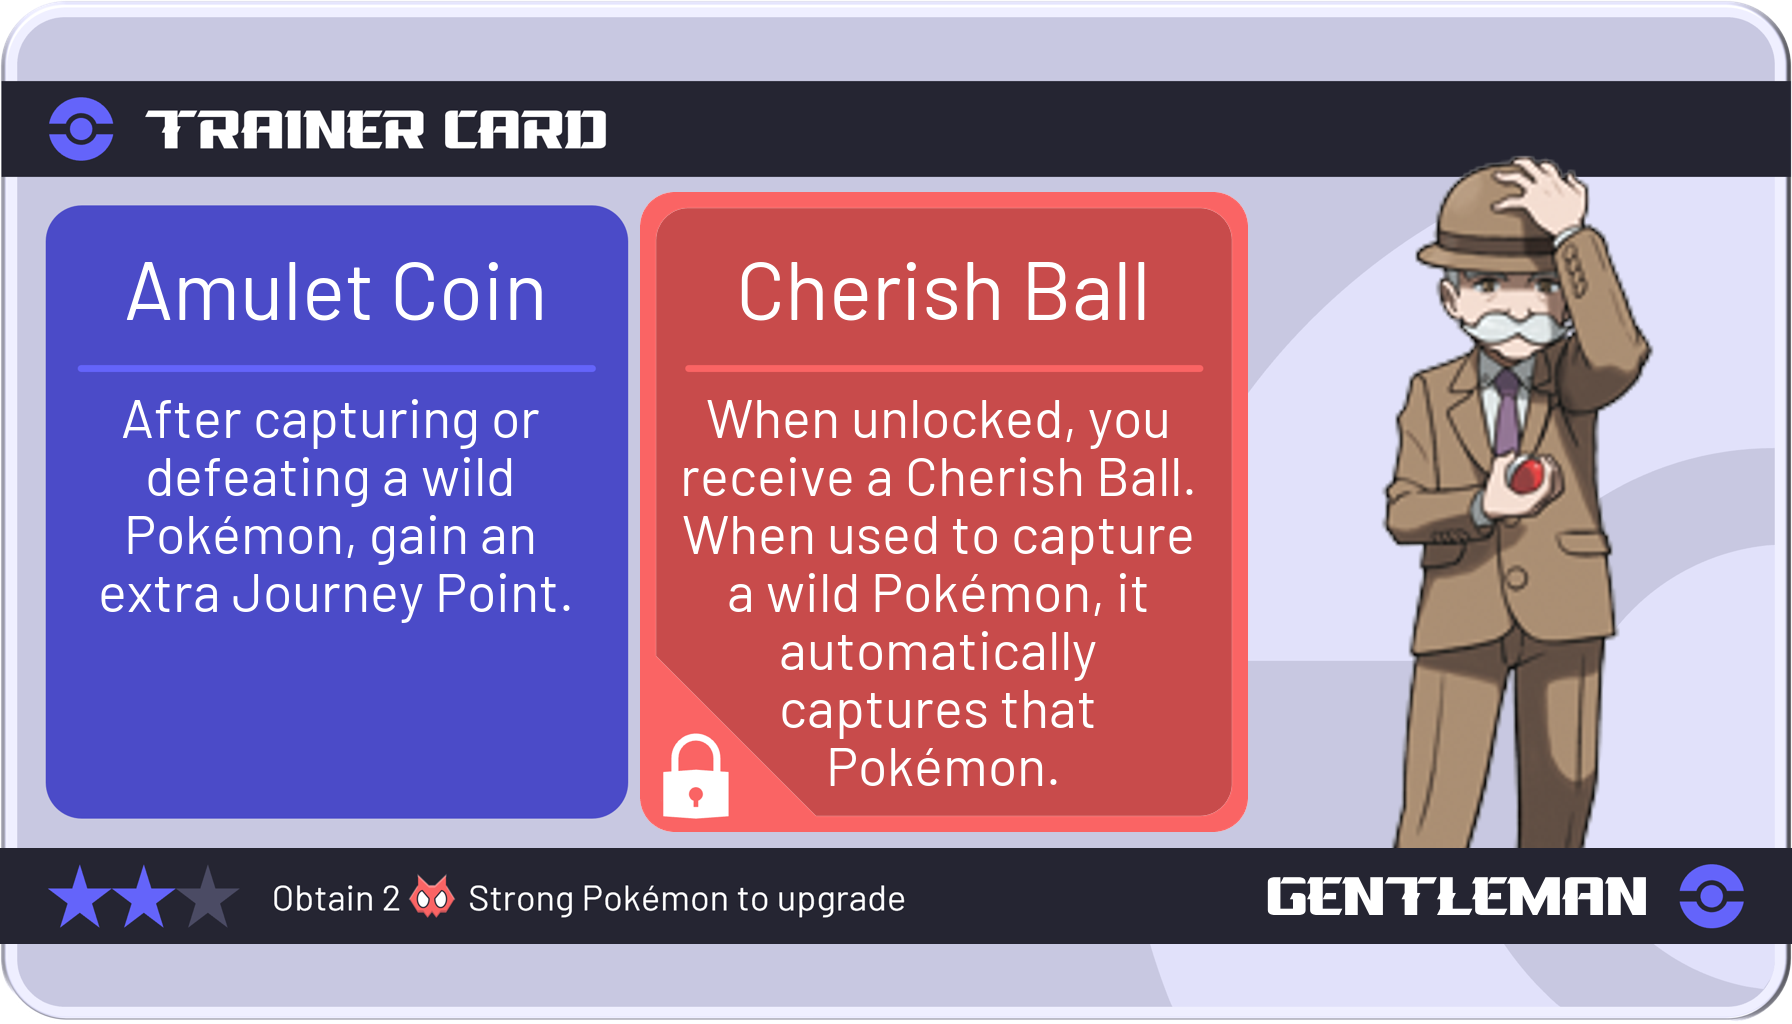 TRAINER CARD
Amulet Coin
After capturing or
defeating a wild
Pokémon, gain an
extra Journey Point.
Cherish Ball
When unlocked, you
receive a Cherish Ball.
When used to capture
a wild Pokémon, it
automatically
captures that
Pokémon.
Obtain 2 Strong Pokémon to upgrade
GENTLEMAN